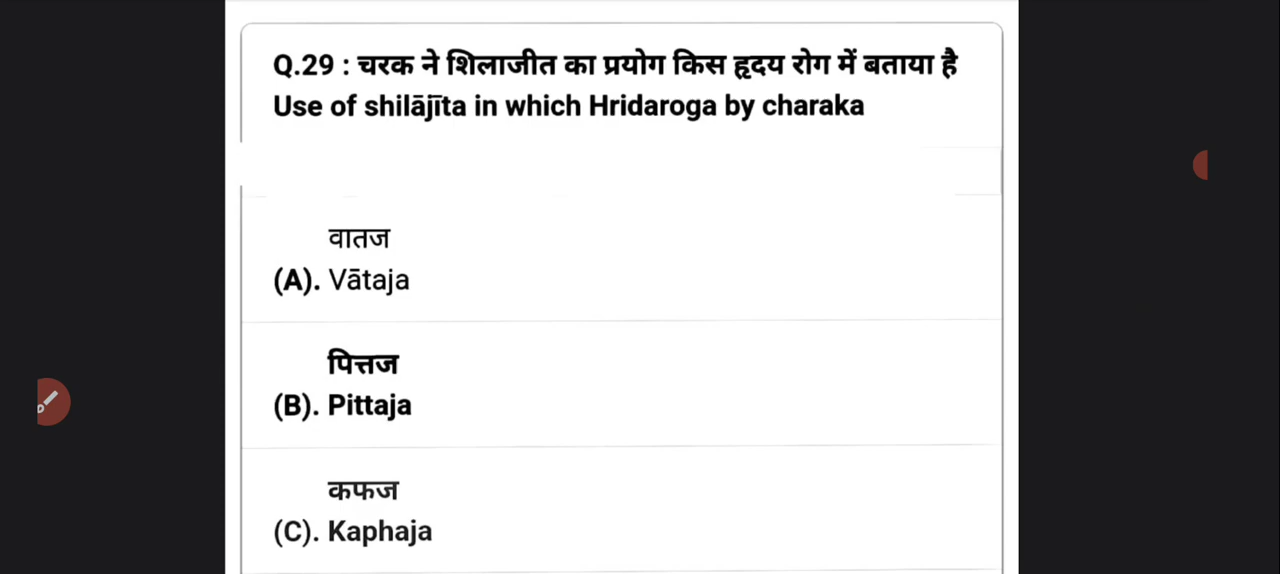 Q.29 : चरक ने शिलाजीत का प्रयोग किस हृदय रोग में बताया है
Use of shilājīta in which Hridaroga by charaka
वातज
(A). Vātaja
पित्तज
(B). Pittaja
कफज
(C). Kaphaja